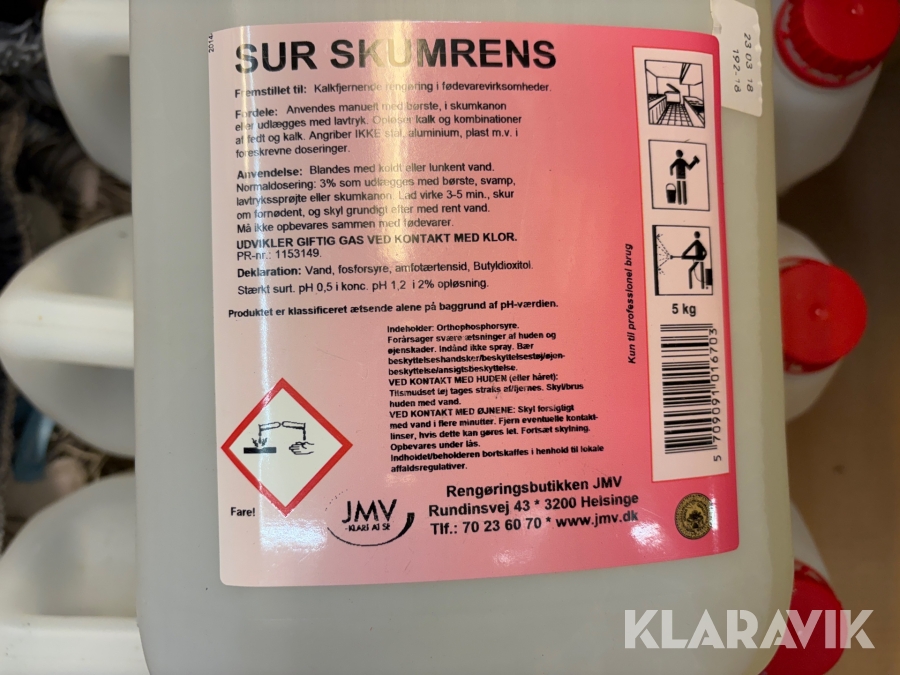 2014-
SUR SKUMRENS
Fremstillet til: Kalkfjernende rengøring i fødevarevirksomheder.
Fordele: Anvendes manuelt med børste, i skumkanon
eller udlægges med lavtryk. Opløser kalk og kombinationer
af fedt og kalk. Angriber IKKE stål, aluminium, plast m.v. i
foreskrevne doseringer.
Anvendelse: Blandes med koldt eller lunkent vand.
Normaldosering: 3% som udlægges med børste, svamp,
lavtrykssprøjte eller skumkanon. Lad virke 3-5 min., skur
om fornødent, og skyl grundigt efter med rent vand.
Må ikke opbevares sammen med fødevarer.
UDVIKLER GIFTIG GAS VED KONTAKT MED KLOR.
PR-nr.: 1153149.
Deklaration: Vand, fosforsyre, amfotærtensid, Butyldioxitol.
Stærkt surt. pH 0,5 i konc. pH 1,2 i 2% opløsning.
Produktet er klassificeret ætsende alene på baggrund af pH-værdien.
Indeholder: Orthophosphorsyre.
Forårsager svære ætsninger af huden og
øjenskader. Indånd ikke spray. Bær
beskyttelseshandsker/beskyttelsestøj/øjen-
beskyttelse/ansigtsbeskyttelse.
VED KONTAKT MED HUDEN (eller håret):
Tilsmudset tøj tages straks af/fjernes. Skyl/brus
huden med vand.
VED KONTAKT MED ØJNENE: Skyl forsigtigt
med vand i flere minutter. Fjern eventuelle kontakt-
linser, hvis dette kan gøres let. Fortsæt skylning.
Opbevares under lås.
Indholdet/beholderen bortskaffes i henhold til lokale
affaldsregulativer.
Fare!
JMV
- KLARE AT SE
Rengøringsbutikken JMV
Rundinsvej 43 * 3200 Helsinge
Tlf.: 70 23 60 70 * www.jmv.dk
Kun til professionel brug
5 kg
5 709091 016703
23 03 18
192-18
KLARAVIK